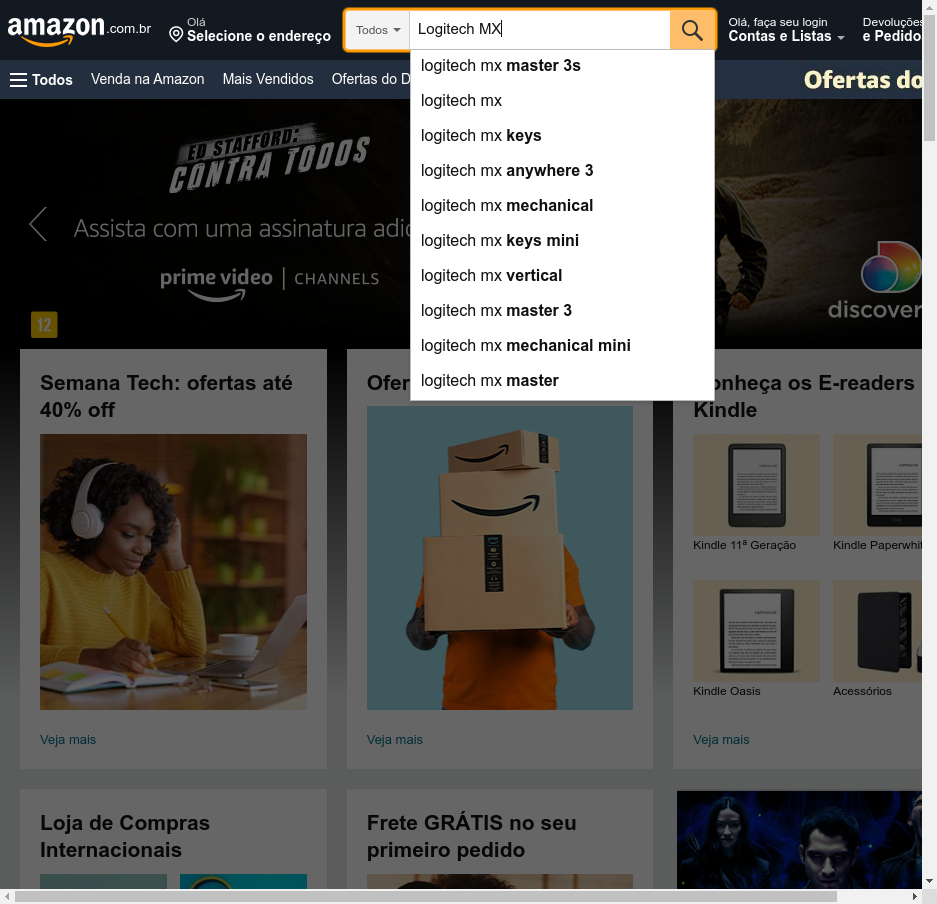 amazon.com.br
Olá
Selecione o endereço
Todos
Logitech MX
Olá, faça seu login
Contas e Listas
Devoluções
e Pedido
Todos
Venda na Amazon
Mais Vendidos
Ofertas do D
Ofertas do
logitech mx master 3s
logitech mx
logitech mx keys
logitech mx anywhere 3
logitech mx mechanical
logitech mx keys mini
logitech mx vertical
logitech mx master 3
logitech mx mechanical mini
logitech mx master
ED STAFFORD:
CONTRA TODOS
Assista com uma assinatura adic
prime video | CHANNELS
discover
12
Semana Tech: ofertas até
40% off
Veja mais
Ofer
Veja mais
onheça os E-readers
Kindle
Kindle 11ª Geração
Kindle Paperwhit
Kindle Oasis
Acessórios
Veja mais
Loja de Compras
Internacionais
Frete GRÁTIS no seu
primeiro pedido